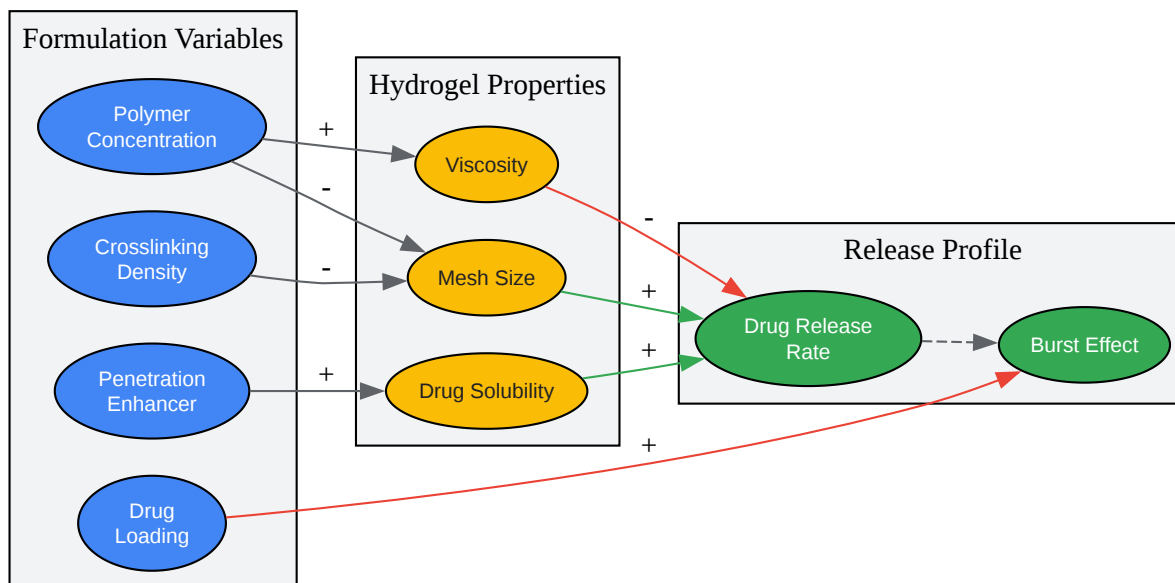 Formulation Variables
Polymer
Concentration
Crosslinking
Density
Penetration
Enhancer
Drug
Loading
+
-
-
+
Hydrogel Properties
Viscosity
Mesh Size
Drug Solubility
-
+
+
+
Release Profile
Drug Release
Rate
Burst Effect